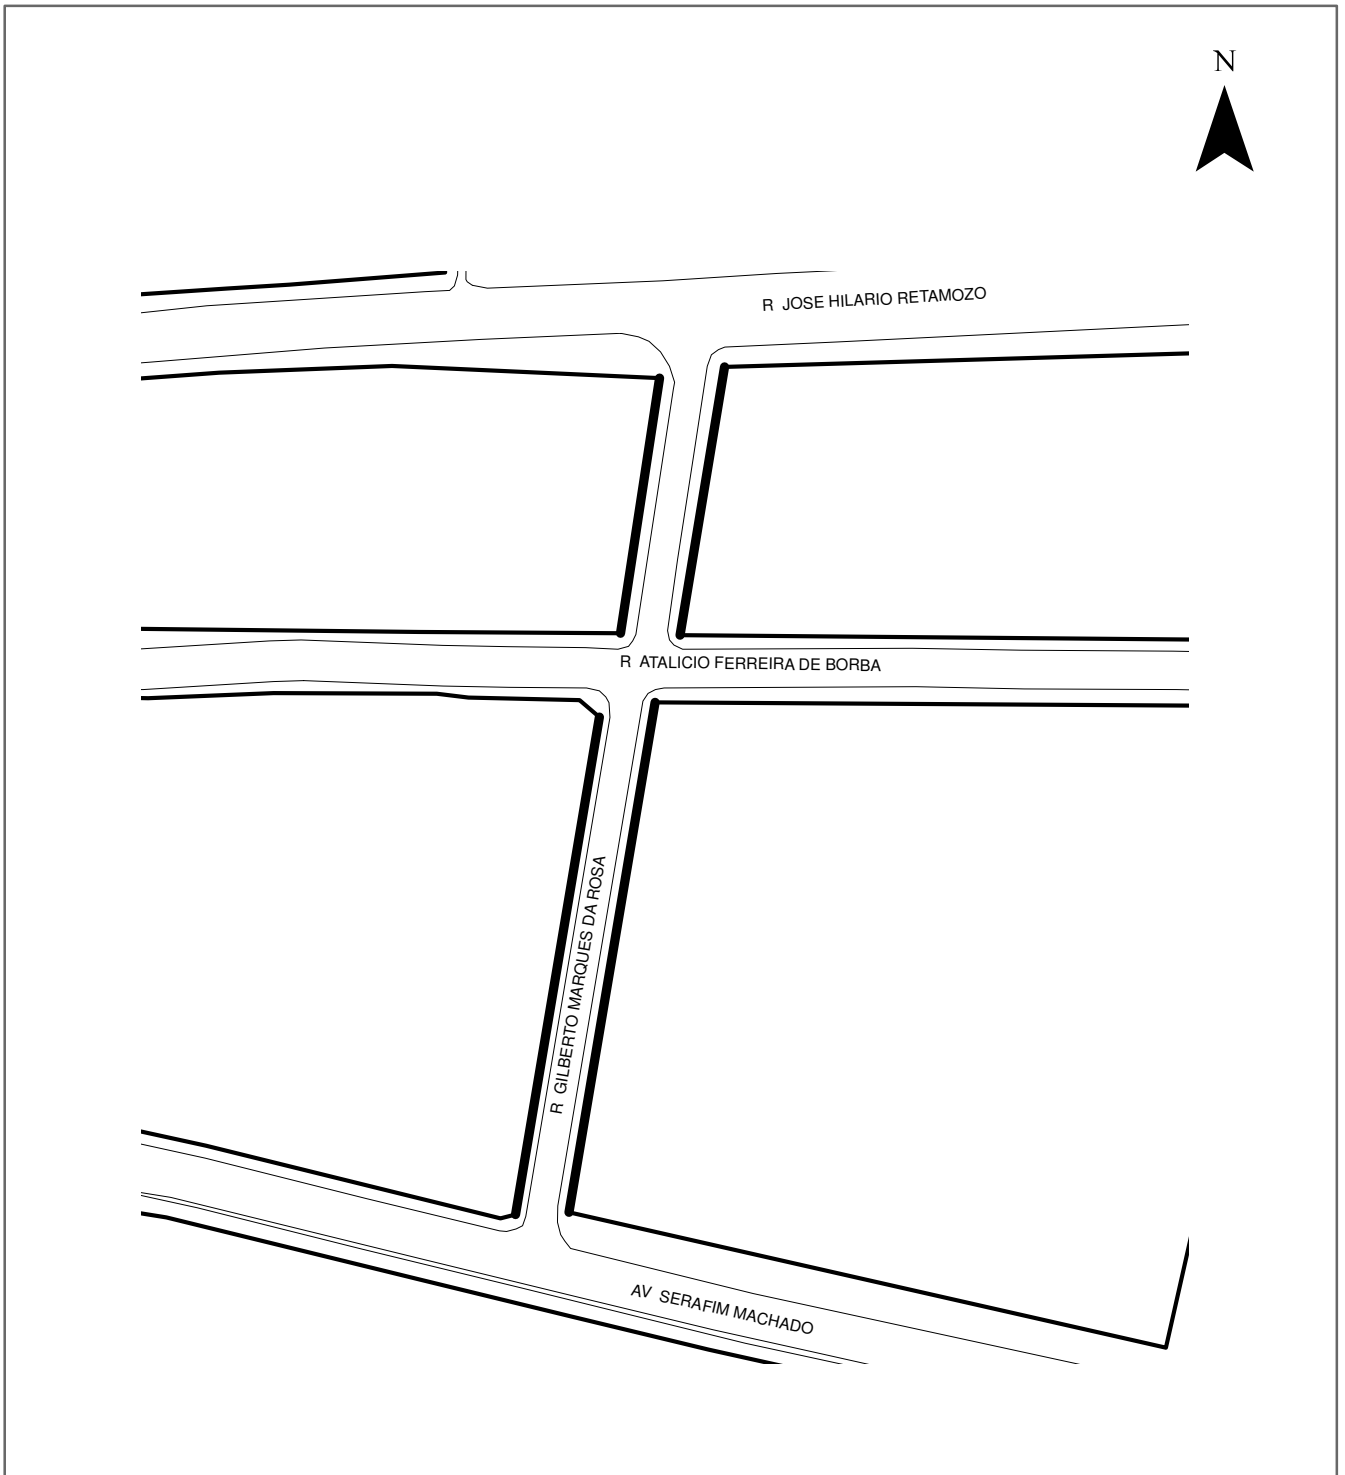 N
R JOSE HILARIO RETAMOZO
R ATALICIO FERREIRA DE BORBA
R GILBERTO MARQUES DA ROSA
AV SERAFIM MACHADO